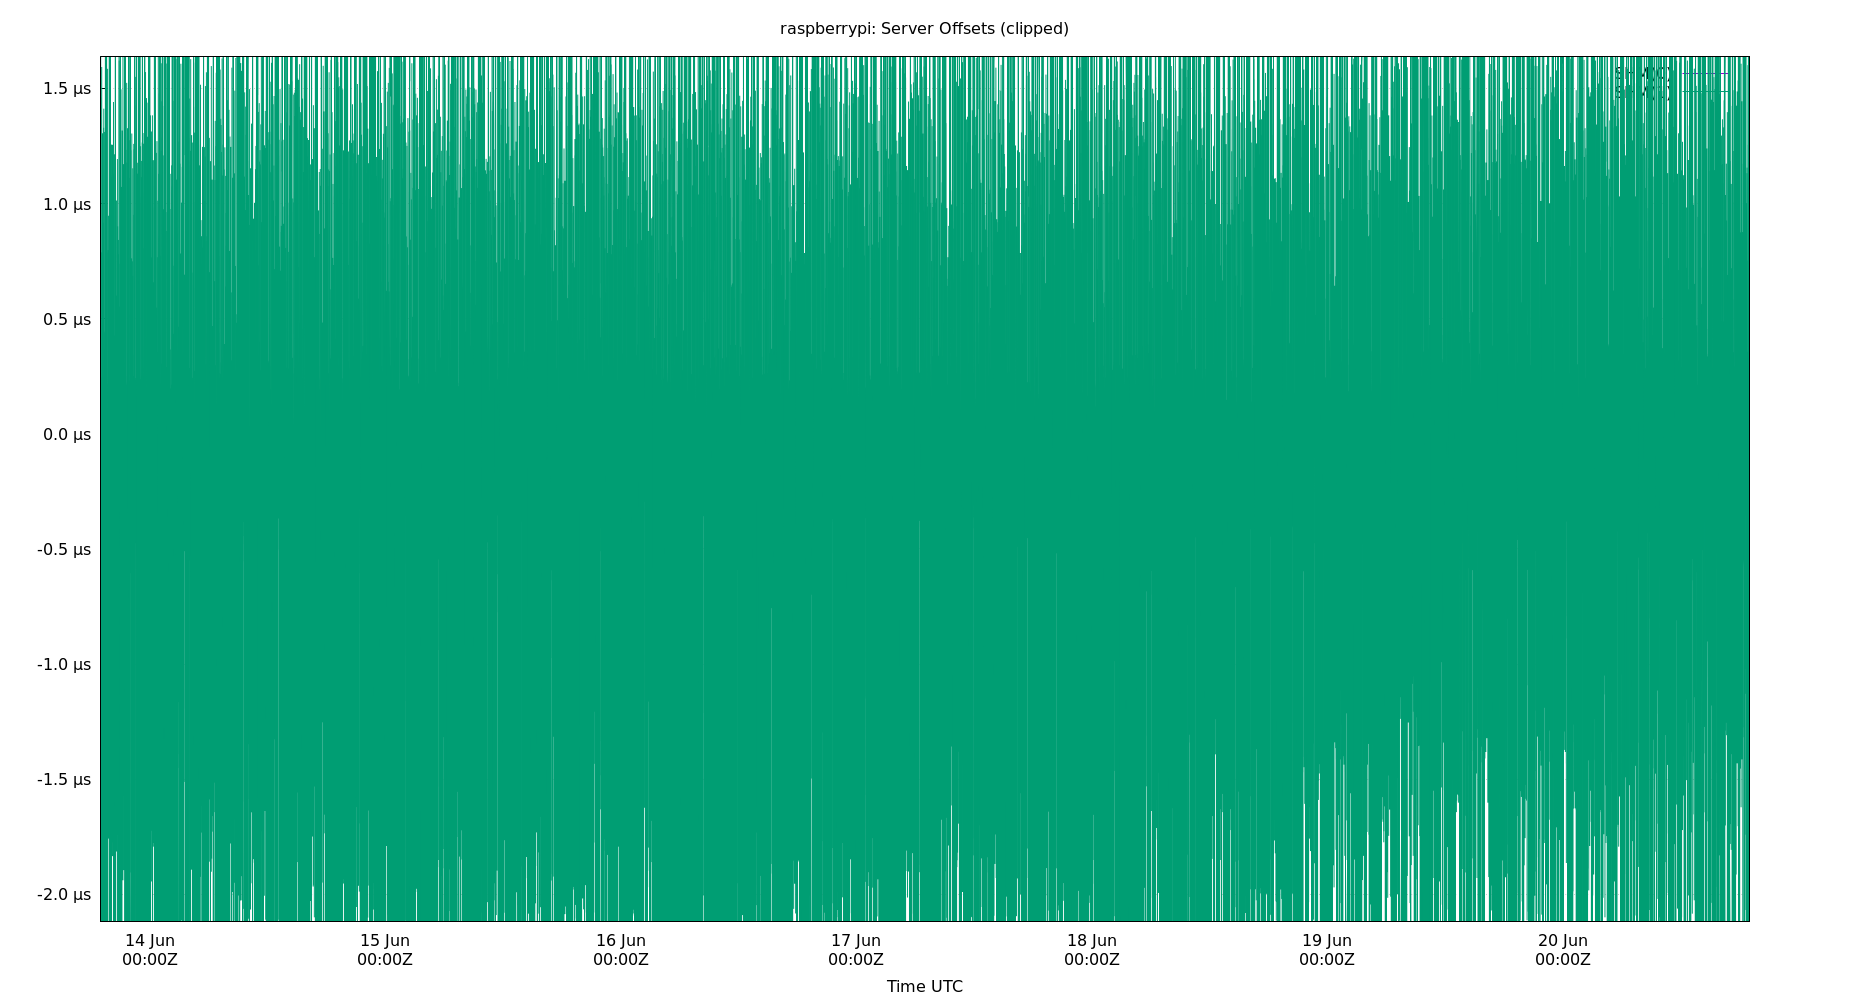 raspberrypi: Server Offsets (clipped)
1.5 µs
1.0 µs
0.5 µs
0.0 µs
-0.5 µs
-1.0 µs
-1.5 µs
-2.0 µs
14 Jun 15 Jun 16 Jun 17 Jun 18 Jun 19 Jun 20 Jun
00:00Z 00:00Z 00:00Z 00:00Z 00:00Z 00:00Z 00:00Z
Time UTC